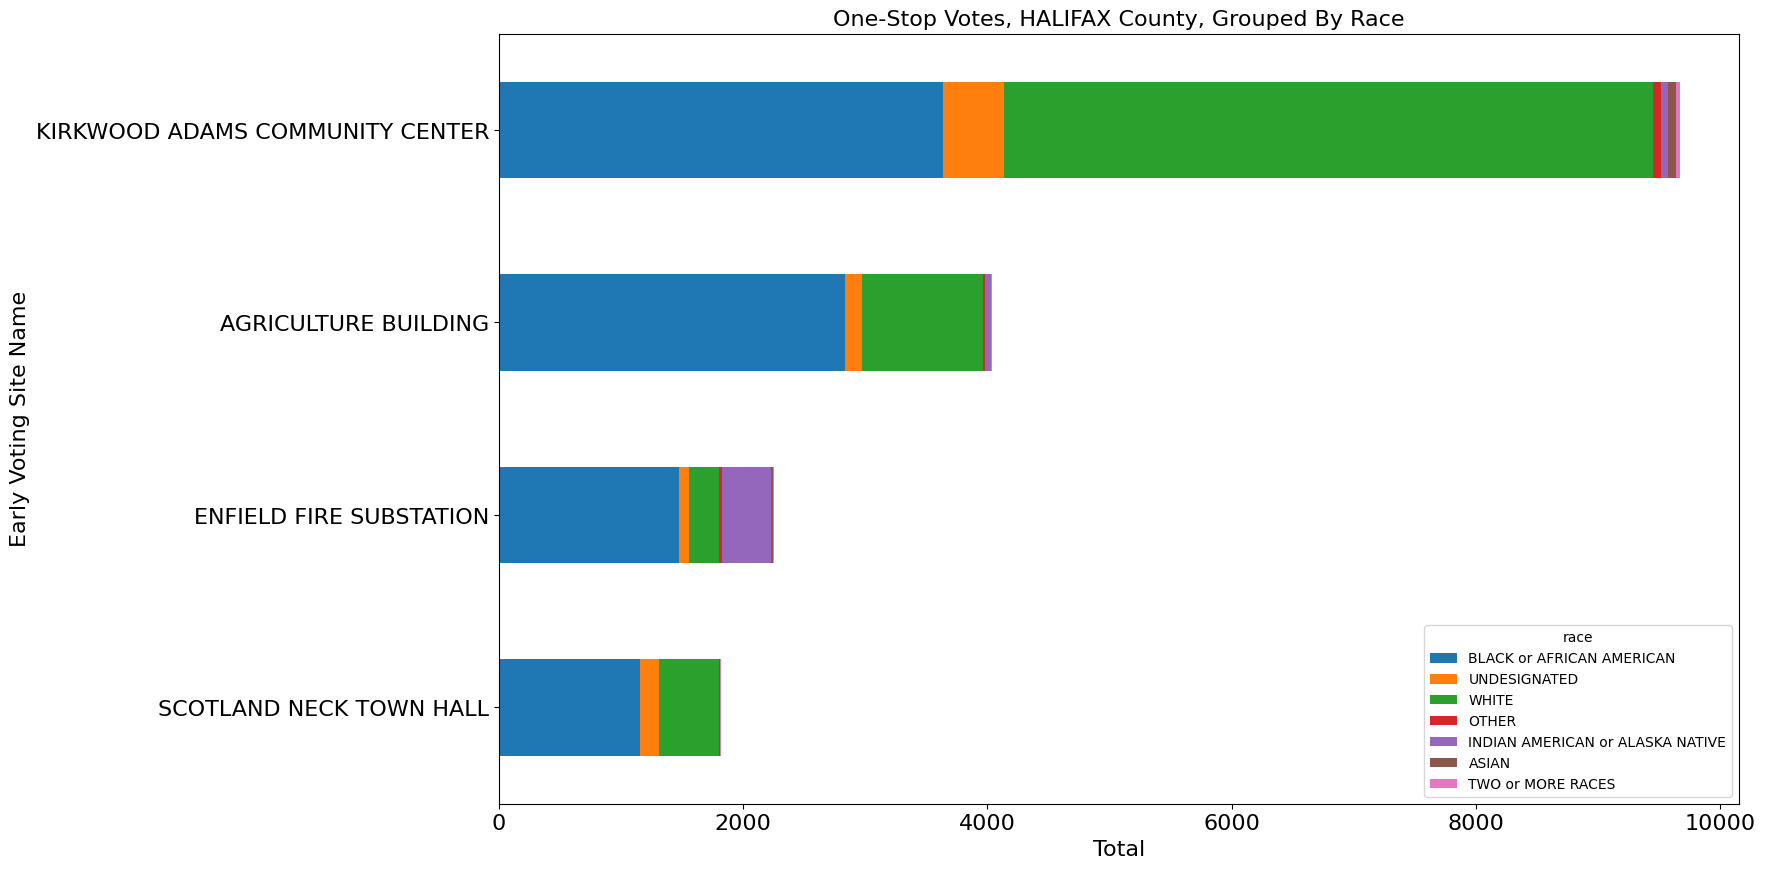 One-Stop Votes, HALIFAX County, Grouped By Race
Early Voting Site Name
KIRKWOOD ADAMS COMMUNITY CENTER
AGRICULTURE BUILDING
ENFIELD FIRE SUBSTATION
SCOTLAND NECK TOWN HALL
race
BLACK or AFRICAN AMERICAN
UNDESIGNATED
WHITE
OTHER
INDIAN AMERICAN or ALASKA NATIVE
ASIAN
TWO or MORE RACES
0 2000 4000 6000 8000 10000
Total